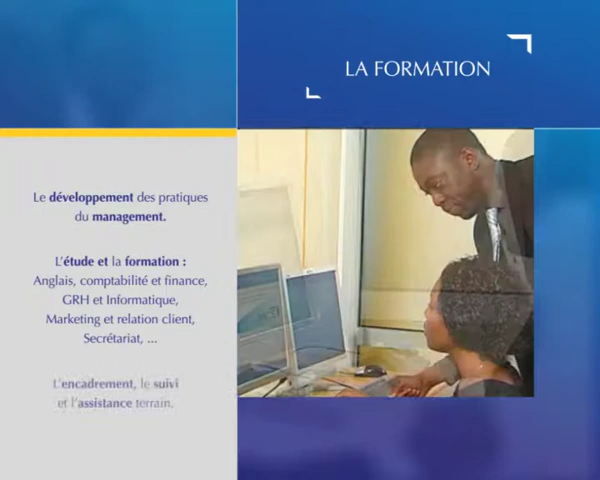 LA FORMATION
Le développement des pratiques
du management.
L'étude et la formation :
Anglais, comptabilité et finance,
GRH et Informatique,
Marketing et relation client,
Secrétariat, ...
L'encadrement, le suivi
et l'assistance terrain.